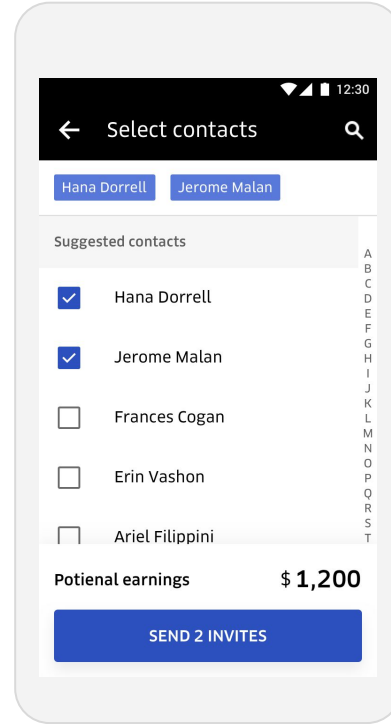 12:30
Select contacts
Hana Dorrell Jerome Malan
Suggested contacts
Hana Dorrell
Jerome Malan
Frances Cogan
Erin Vashon
Ariel Filippini
A
B
C
D
E
F
G
H
I
J
K
L
M
N
O
P
Q
R
S
T
Potienal earnings $ 1,200
SEND 2 INVITES